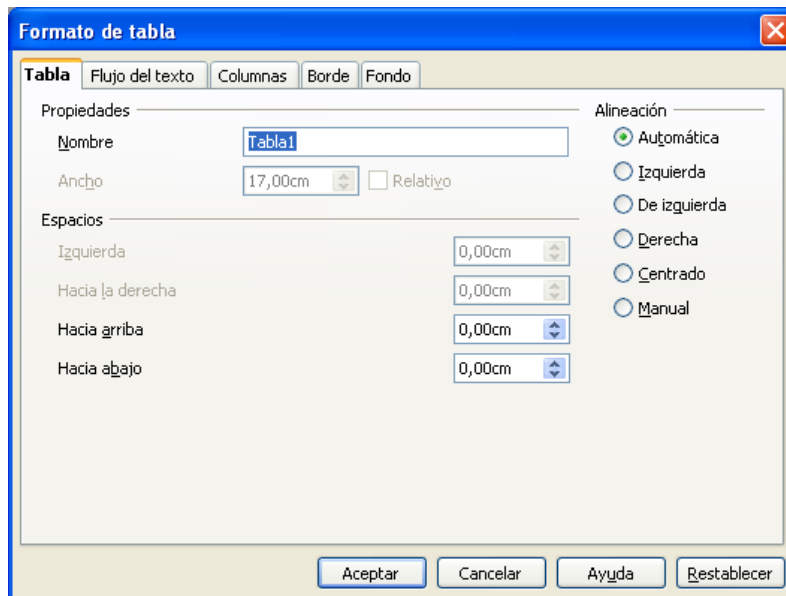 Formato de tabla
Tabla Flujo del texto Columnas Borde Fondo
Propiedades
Nombre Tabla1
Ancho 17,00cm Relativo
Espacios
Izquierda 0,00cm
Hacia la derecha 0,00cm
Hacia arriba 0,00cm
Hacia abajo 0,00cm
Alineación
Automática
Izquierda
De izquierda
Derecha
Centrado
Manual
Aceptar Cancelar Ayuda Restablecer